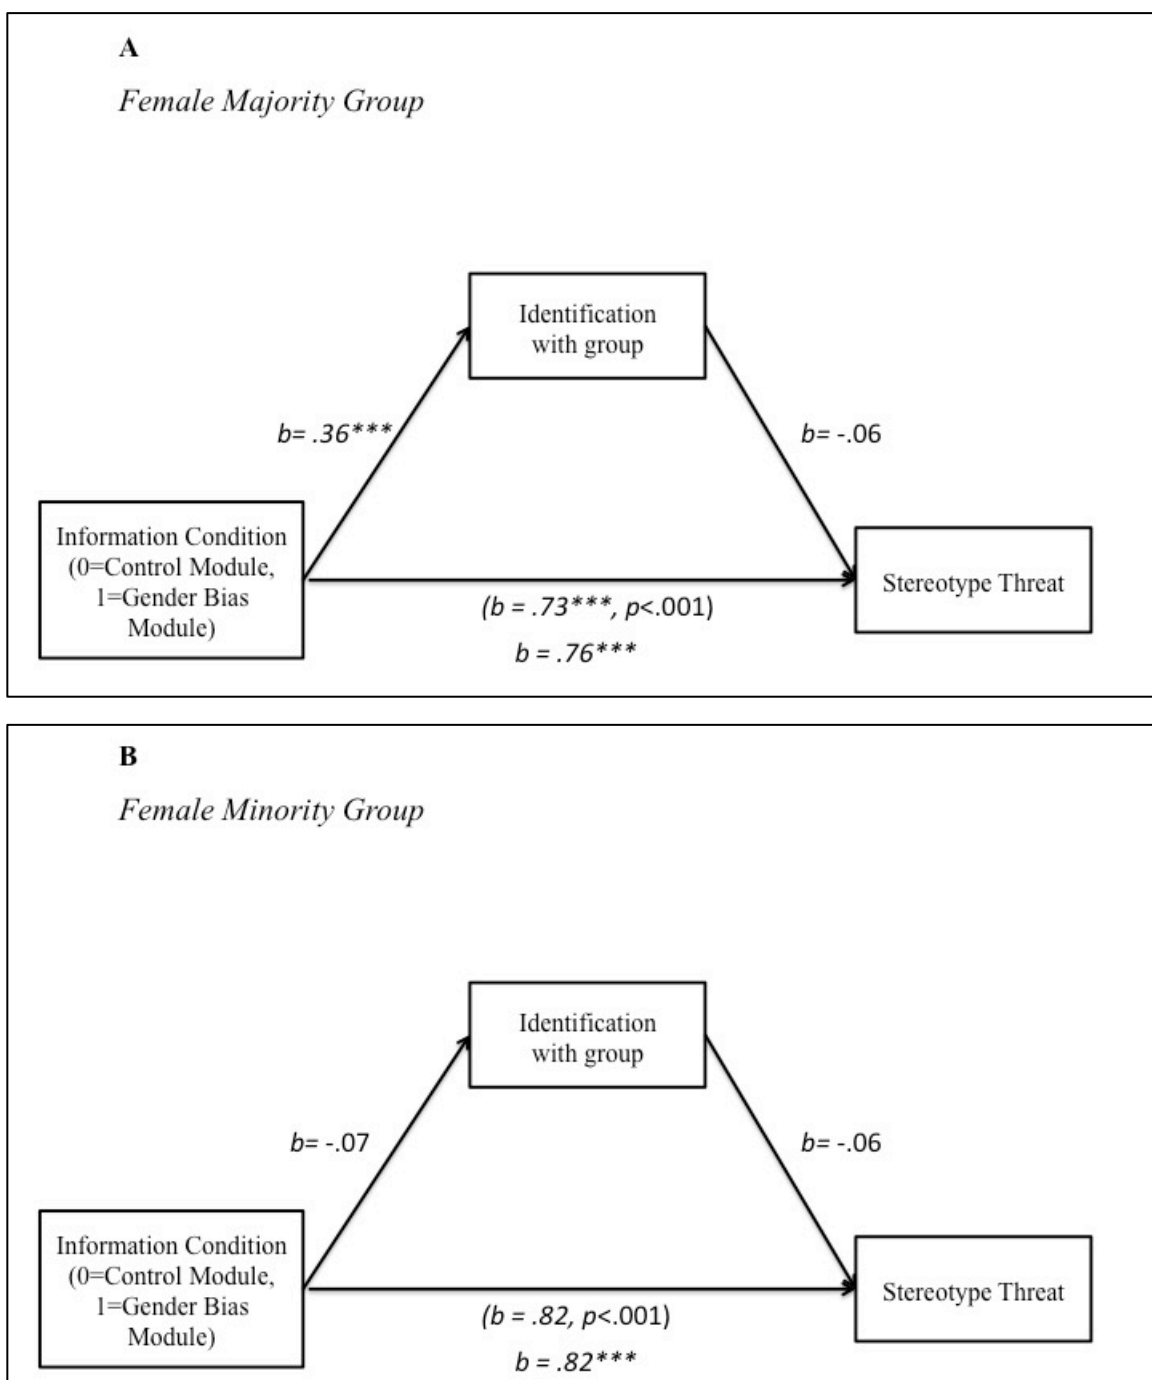 A
Female Majority Group
Identification
with group
b= .36***
b= -.06
Information Condition
(0=Control Module,
1=Gender Bias
Module)
Stereotype Threat
(b = .73***, p<.001)
b = .76***
B
Female Minority Group
Identification
with group
b= -.07
b= -.06
Information Condition
(0=Control Module,
1=Gender Bias
Module)
Stereotype Threat
(b = .82, p<.001)
b = .82***